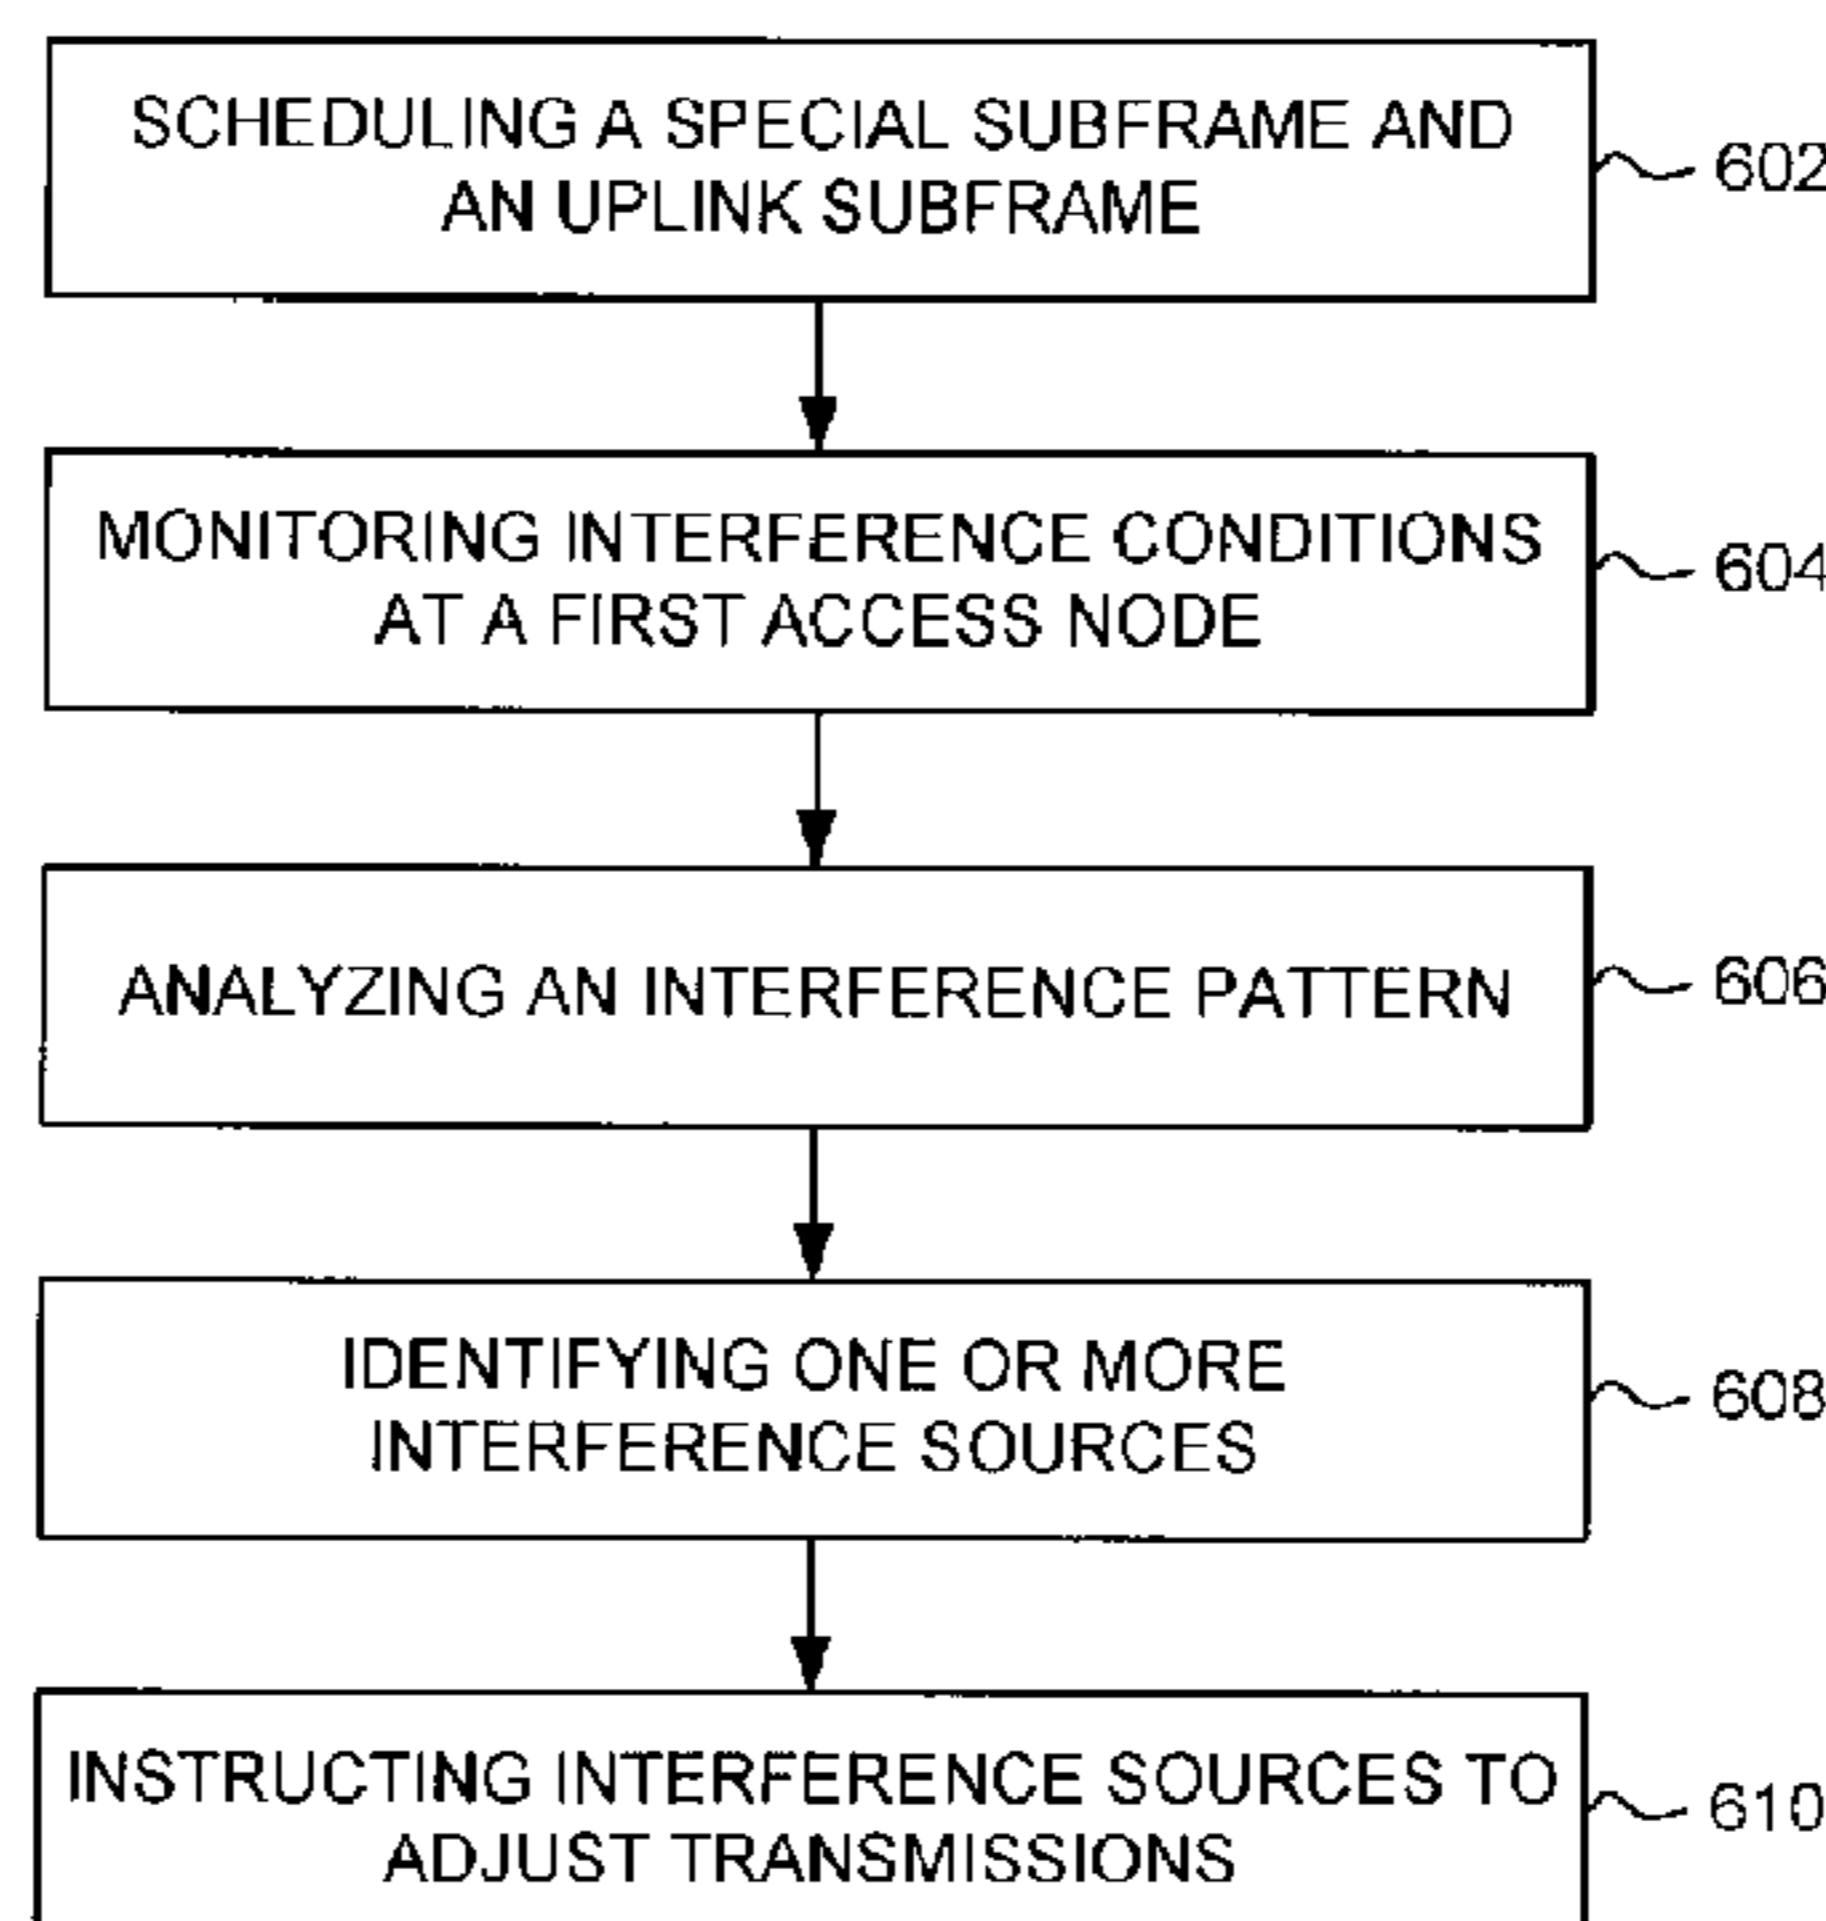 SCHEDULING A SPECIAL SUBFRAME AND
AN UPLINK SUBFRAME
602
MONITORING INTERFERENCE CONDITIONS
AT A FIRST ACCESS NODE
604
ANALYZING AN INTERFERENCE PATTERN
606
IDENTIFYING ONE OR MORE
INTERFERENCE SOURCES
608
INSTRUCTING INTERFERENCE SOURCES TO
ADJUST TRANSMISSIONS
610